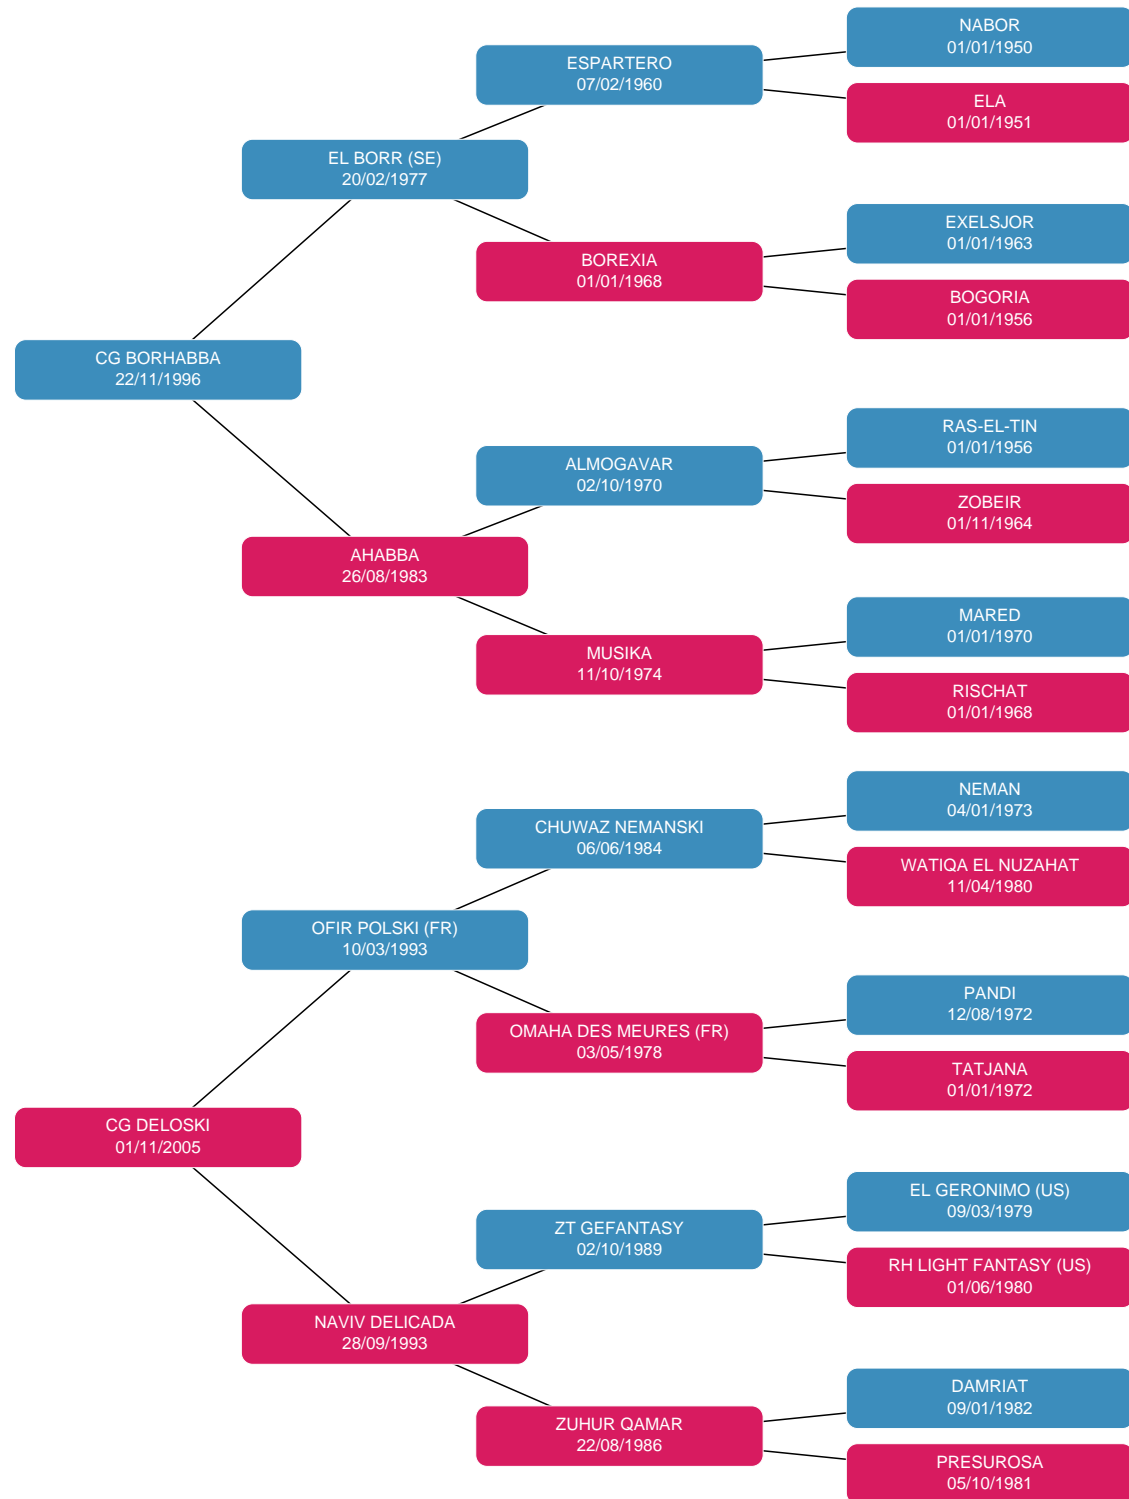 NABOR
01/01/1950
ESPARTERO
07/02/1960
ELA
01/01/1951
EL BORR (SE)
20/02/1977
EXELSJOR
01/01/1963
BOREXIA
01/01/1968
BOGORIA
01/01/1956
CG BORHABBA
22/11/1996
RAS-EL-TIN
01/01/1956
ALMOGAVAR
02/10/1970
ZOBEIR
01/11/1964
AHABBA
26/08/1983
MARED
01/01/1970
MUSIKA
11/10/1974
RISCHAT
01/01/1968
NEMAN
04/01/1973
CHUWAZ NEMANSKI
06/06/1984
WATIQA EL NUZAHAT
11/04/1980
OFIR POLSKI (FR)
10/03/1993
PANDI
12/08/1972
OMAHA DES MEURES (FR)
03/05/1978
TATJANA
01/01/1972
CG DELOSKI
01/11/2005
EL GERONIMO (US)
09/03/1979
ZT GEFANTASY
02/10/1989
RH LIGHT FANTASY (US)
01/06/1980
NAVIV DELICADA
28/09/1993
DAMRIAT
09/01/1982
ZUHUR QAMAR
22/08/1986
PRESUROSA
05/10/1981